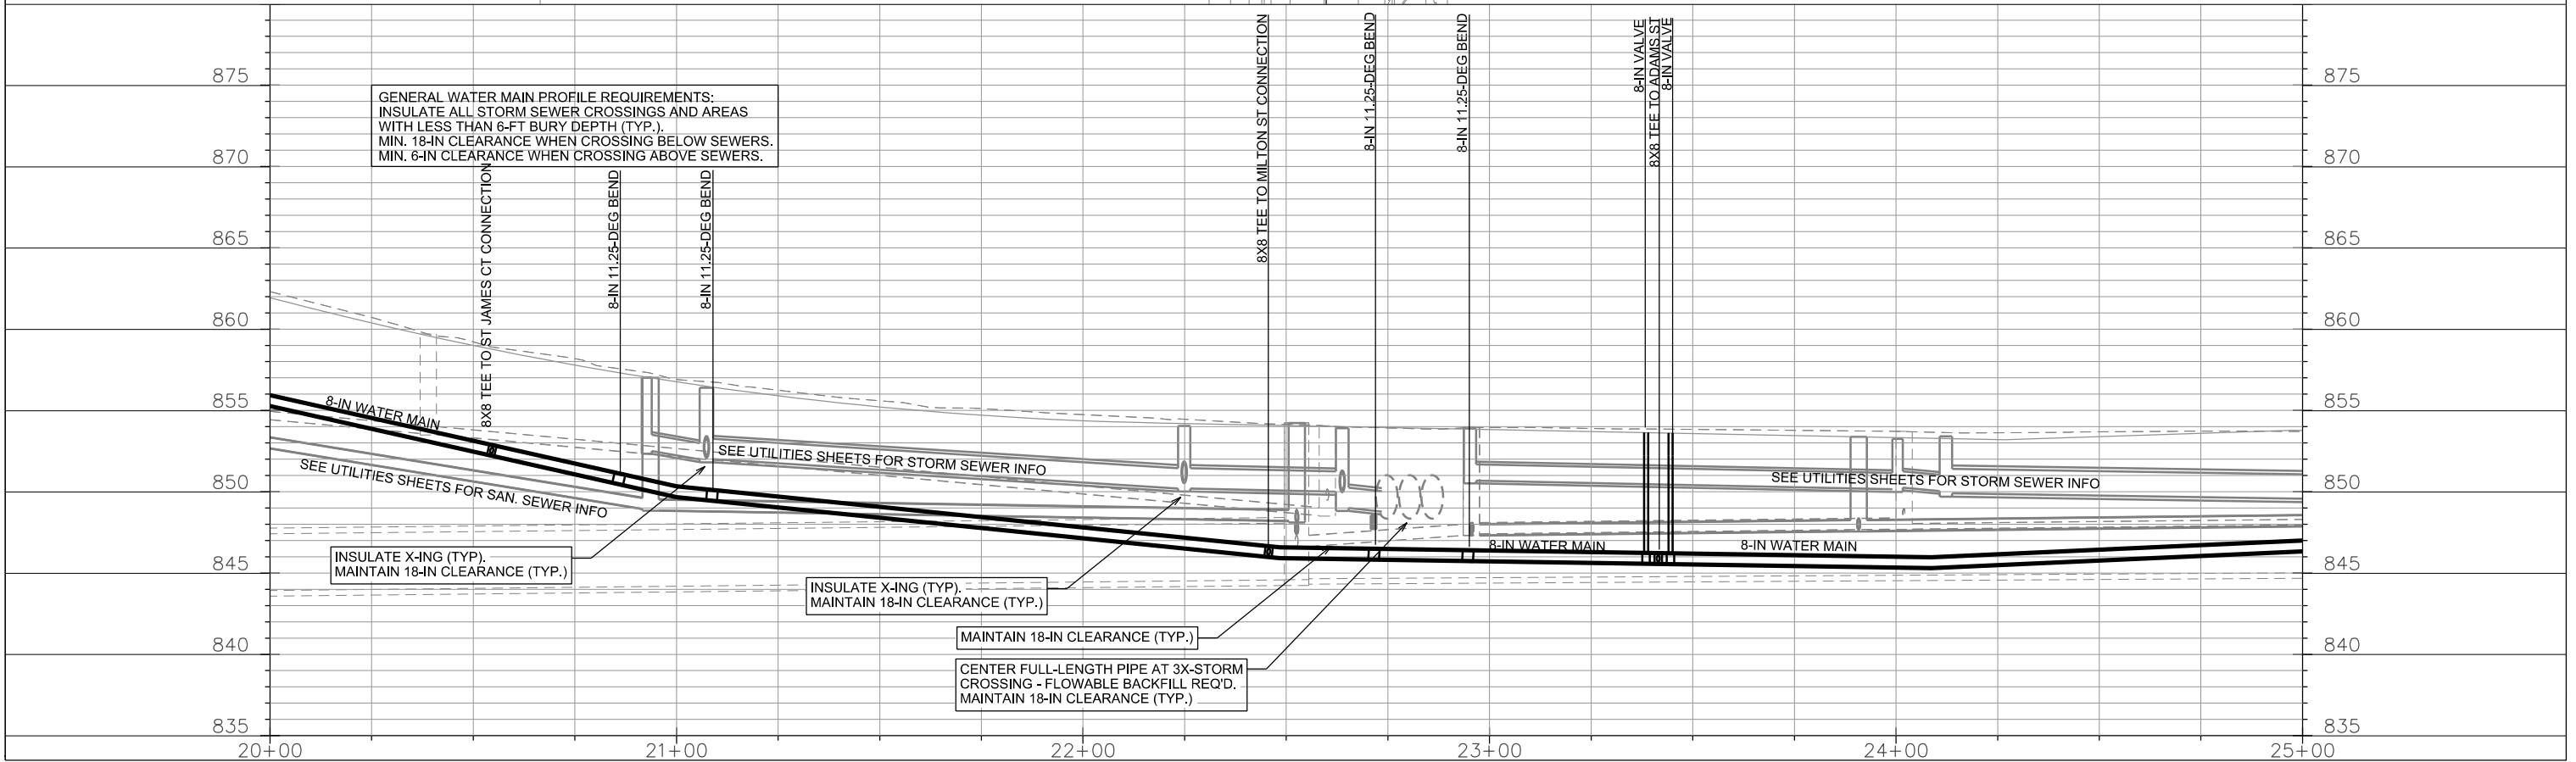 875
870
865
860
855
850
845
840
835
GENERAL WATER MAIN PROFILE REQUIREMENTS:
INSULATE ALL STORM SEWER CROSSINGS AND AREAS
WITH LESS THAN 6-FT BURY DEPTH (TYP.).
MIN. 18-IN CLEARANCE WHEN CROSSING BELOW SEWERS.
MIN. 6-IN CLEARANCE WHEN CROSSING ABOVE SEWERS.
8X8 TEE TO ST JAMES CT CONNECTION
8-IN 11.25-DEG BEND
8-IN 11.25-DEG BEND
8X8 TEE TO MILTON ST CONNECTION
8-IN 11.25-DEG BEND
8-IN 11.25-DEG BEND
8-IN VALVE
8X8 TEE TO ADAMS ST
8-IN VALVE
8-IN WATER MAIN
SEE UTILITIES SHEETS FOR SAN. SEWER INFO
SEE UTILITIES SHEETS FOR STORM SEWER INFO
SEE UTILITIES SHEETS FOR STORM SEWER INFO
8-IN WATER MAIN
8-IN WATER MAIN
INSULATE X-ING (TYP).
MAINTAIN 18-IN CLEARANCE (TYP.)
INSULATE X-ING (TYP).
MAINTAIN 18-IN CLEARANCE (TYP.)
MAINTAIN 18-IN CLEARANCE (TYP.)
CENTER FULL-LENGTH PIPE AT 3X-STORM
CROSSING - FLOWABLE BACKFILL REQ'D.
MAINTAIN 18-IN CLEARANCE (TYP.)
875
870
865
860
855
850
845
840
835
20+00
21+00
22+00
23+00
24+00
25+00